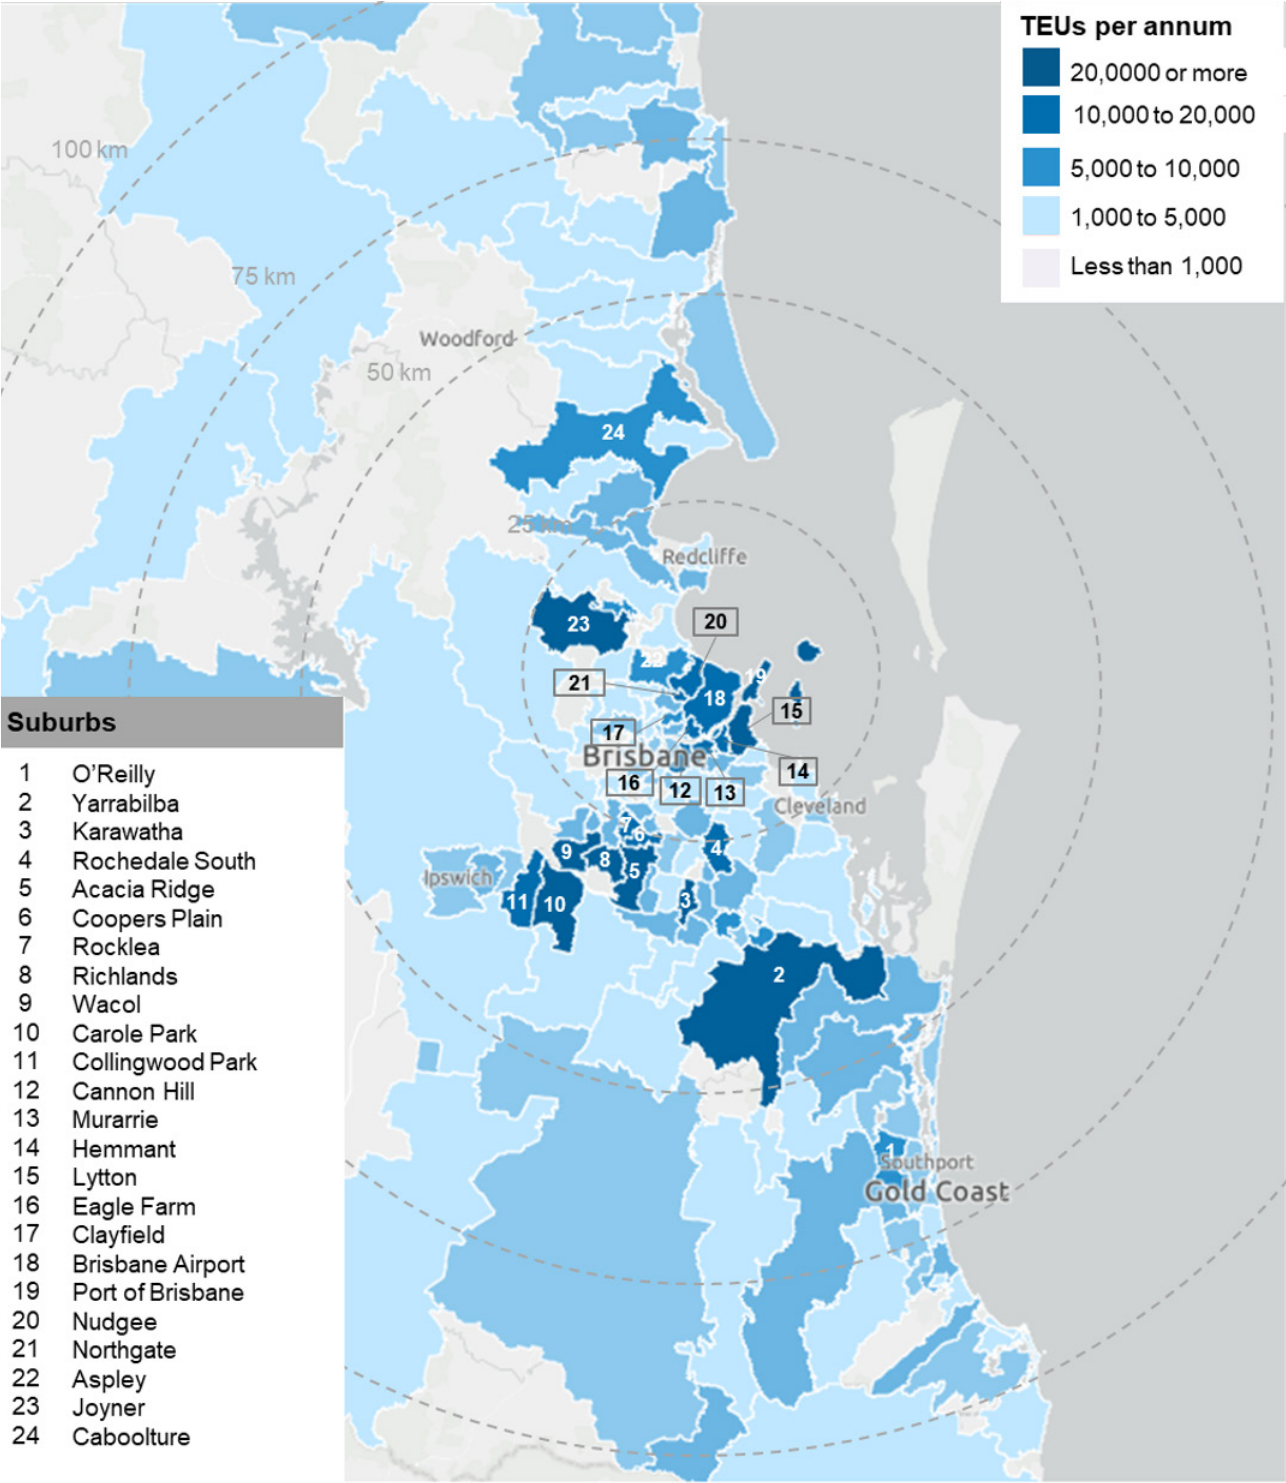 TEUs per annum
20,0000 or more
10,000 to 20,000
5,000 to 10,000
1,000 to 5,000
Less than 1,000
100 km
75 km
Woodford
50 km
24
25 km
Redcliffe
23
20
22
19
21
18
15
17
Brisbane
14
16
12
13
Cleveland
7
6
4
9
8
5
Ipswich
11
10
3
2
1
Southport
Gold Coast
Suburbs
1 O’Reilly
2 Yarrabilba
3 Karawatha
4 Rochedale South
5 Acacia Ridge
6 Coopers Plain
7 Rocklea
8 Richlands
9 Wacol
10 Carole Park
11 Collingwood Park
12 Cannon Hill
13 Murarrie
14 Hemmant
15 Lytton
16 Eagle Farm
17 Clayfield
18 Brisbane Airport
19 Port of Brisbane
20 Nudgee
21 Northgate
22 Aspley
23 Joyner
24 Caboolture